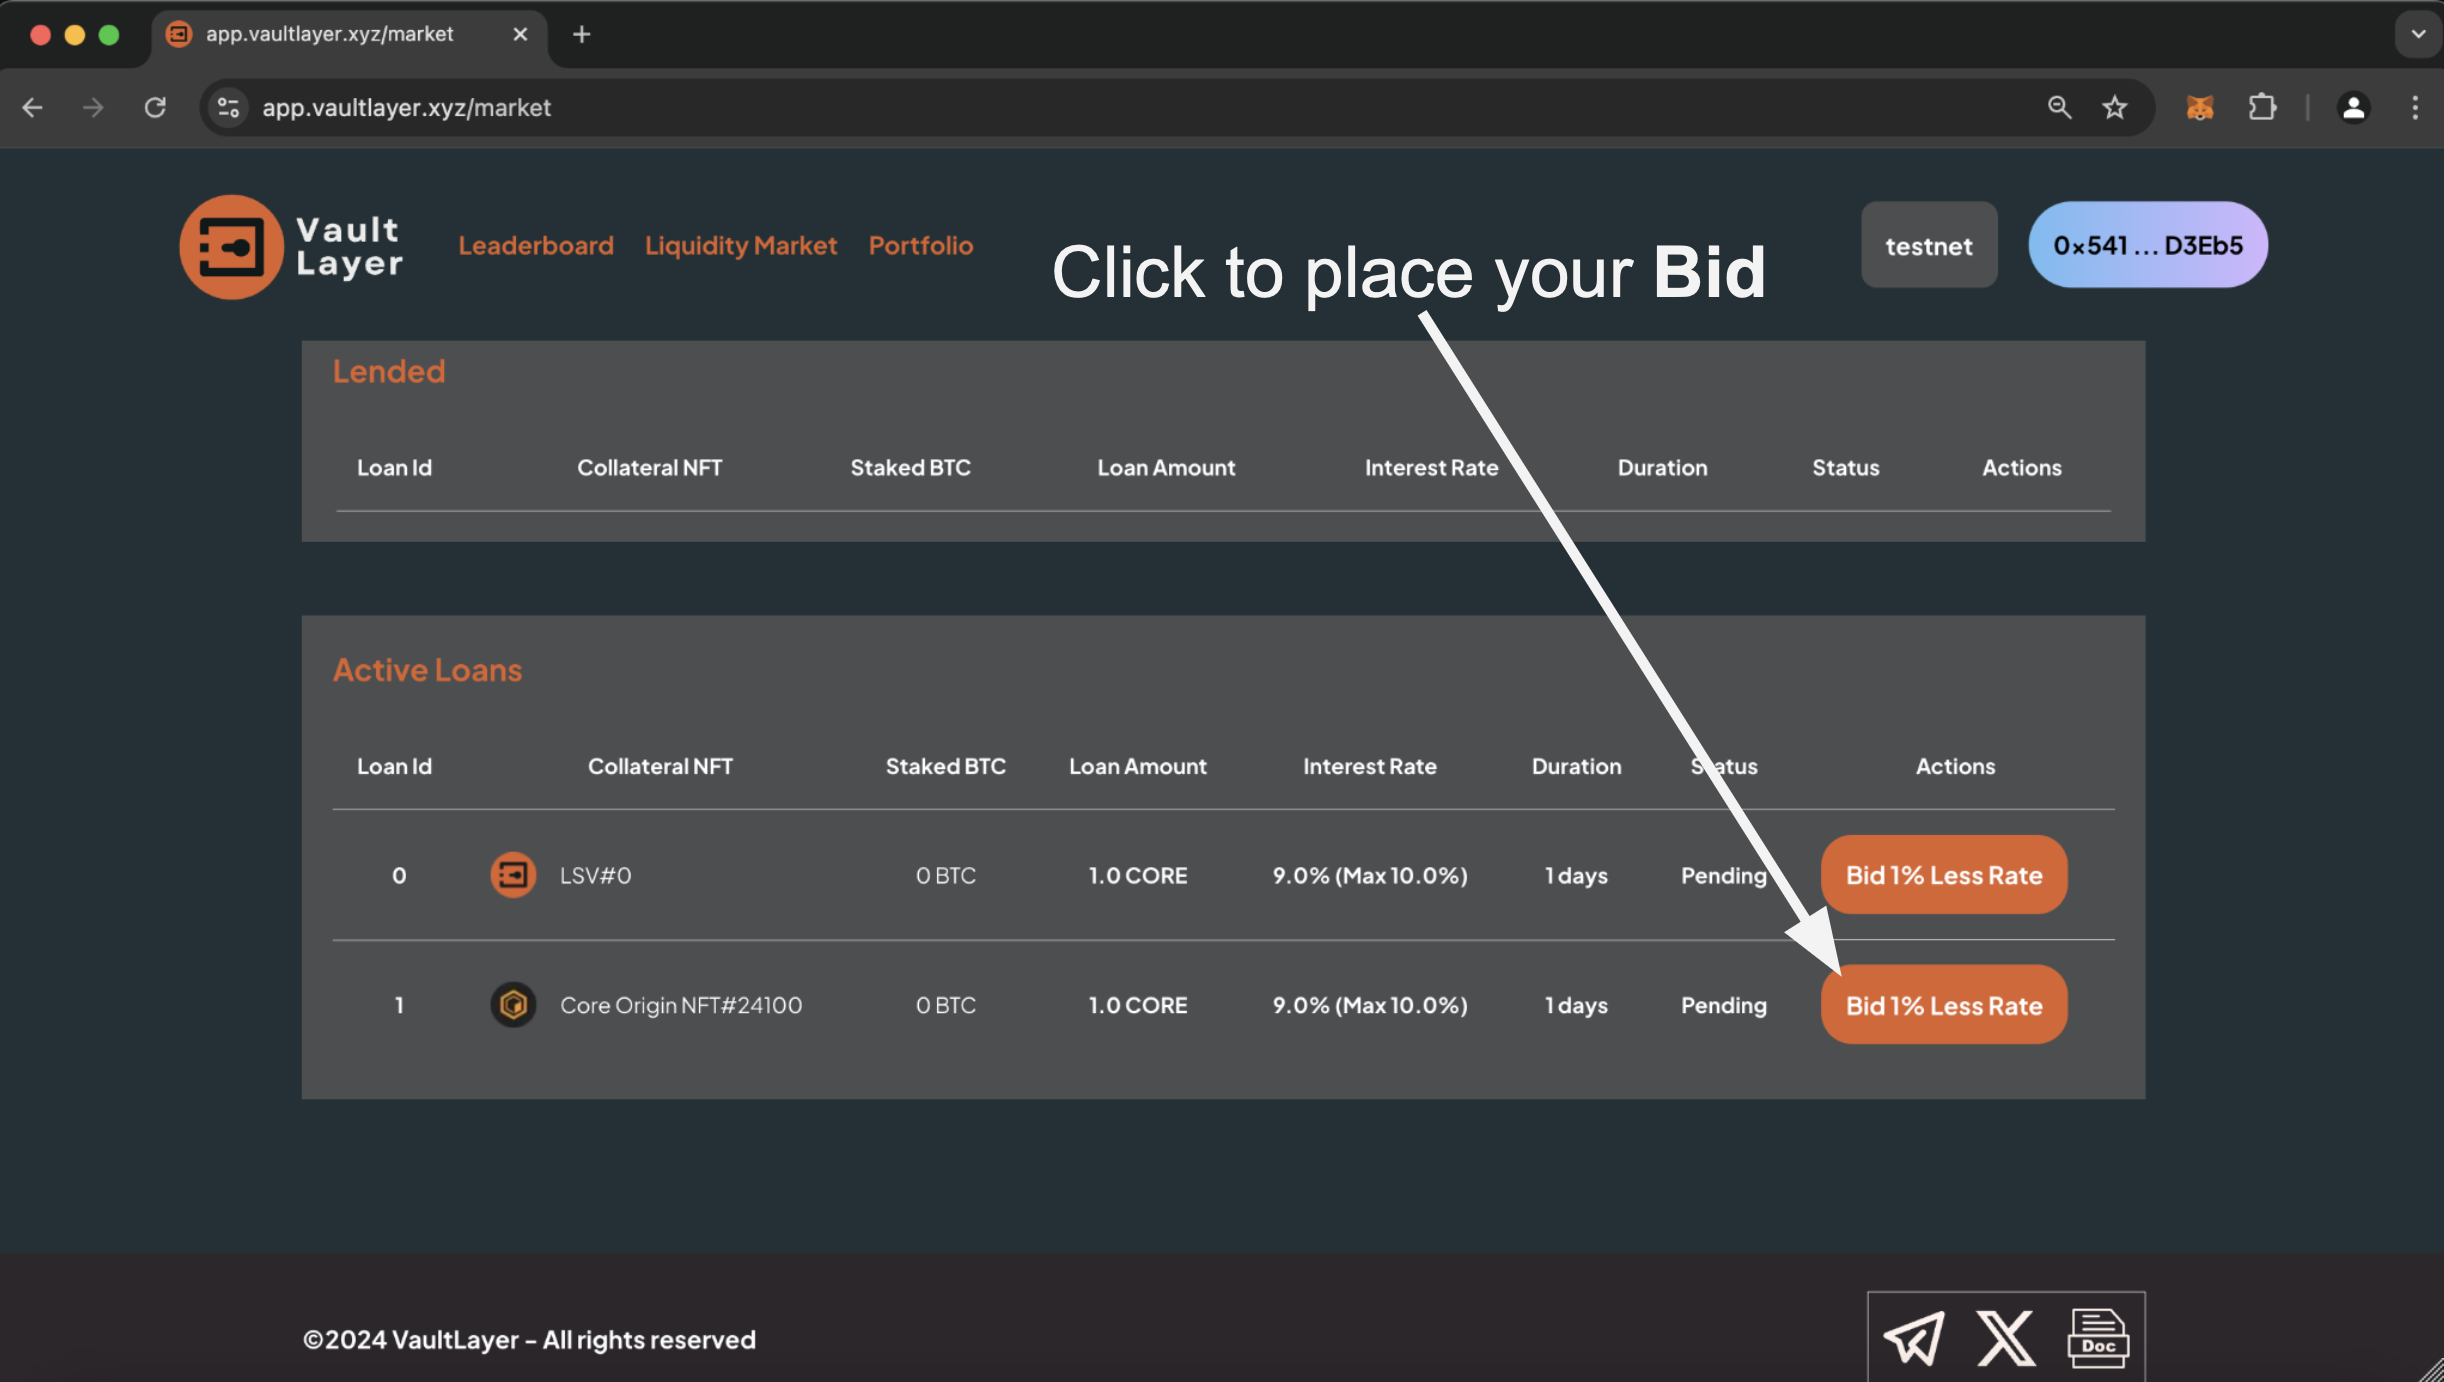 app.vaultlayer.xyz/market
app.vaultlayer.xyz/market
Vault
Layer
Leaderboard Liquidity Market Portfolio
Click to place your Bid
testnet
0x541 ... D3Eb5
Lended
Loan Id Collateral NFT Staked BTC Loan Amount Interest Rate Duration Status Actions
Active Loans
Loan Id Collateral NFT Staked BTC Loan Amount Interest Rate Duration Status Actions
0 LSV#0 0 BTC 1.0 CORE 9.0% (Max 10.0%) 1 days Pending Bid 1% Less Rate
1 Core Origin NFT#24100 0 BTC 1.0 CORE 9.0% (Max 10.0%) 1 days Pending Bid 1% Less Rate
©2024 VaultLayer - All rights reserved
Doc